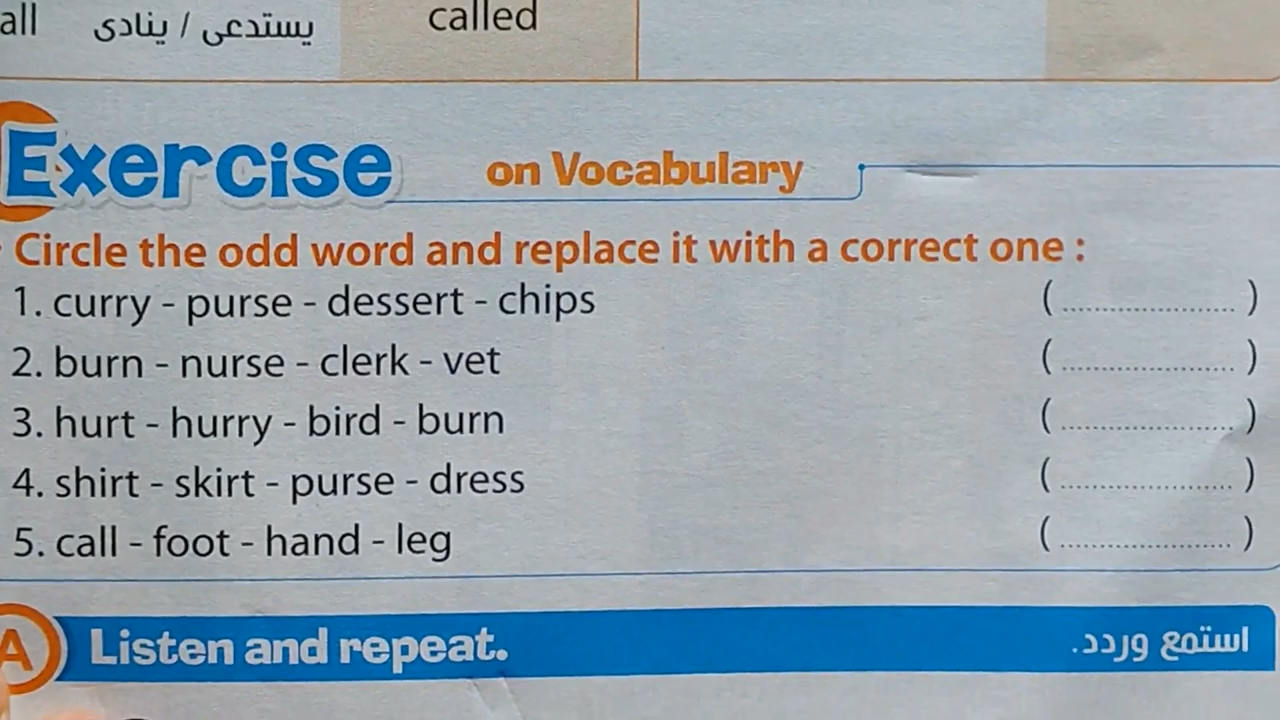 all يستدعى / ينادى called
Exercise on Vocabulary
Circle the odd word and replace it with a correct one :
1. curry - purse - dessert - chips (........................)
2. burn - nurse - clerk - vet (........................)
3. hurt - hurry - bird - burn (........................)
4. shirt - skirt - purse - dress (........................)
5. call - foot - hand - leg (........................)
A Listen and repeat. استمع وردد.